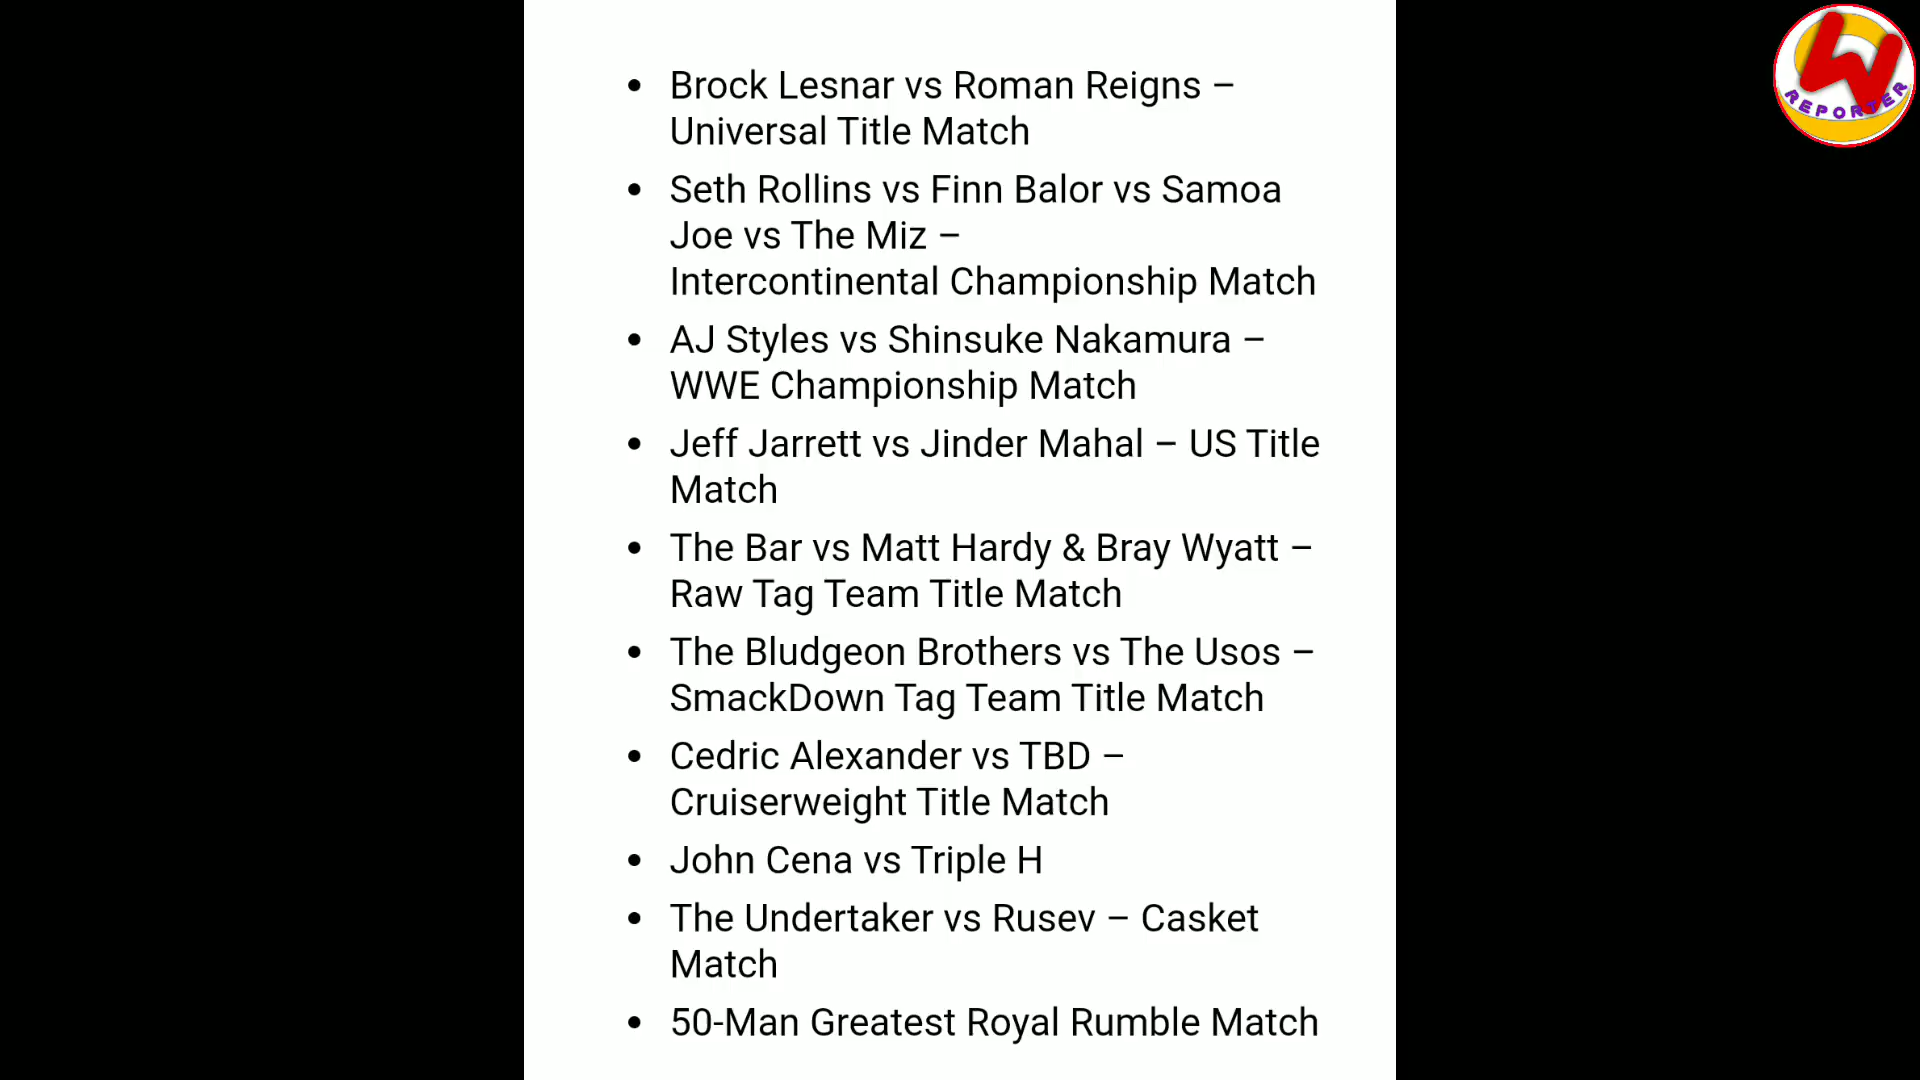 Brock Lesnar vs Roman Reigns –
Universal Title Match
Seth Rollins vs Finn Balor vs Samoa
Joe vs The Miz –
Intercontinental Championship Match
AJ Styles vs Shinsuke Nakamura –
WWE Championship Match
Jeff Jarrett vs Jinder Mahal – US Title
Match
The Bar vs Matt Hardy & Bray Wyatt –
Raw Tag Team Title Match
The Bludgeon Brothers vs The Usos –
SmackDown Tag Team Title Match
Cedric Alexander vs TBD –
Cruiserweight Title Match
John Cena vs Triple H
The Undertaker vs Rusev – Casket
Match
50-Man Greatest Royal Rumble Match
W
REPORTER